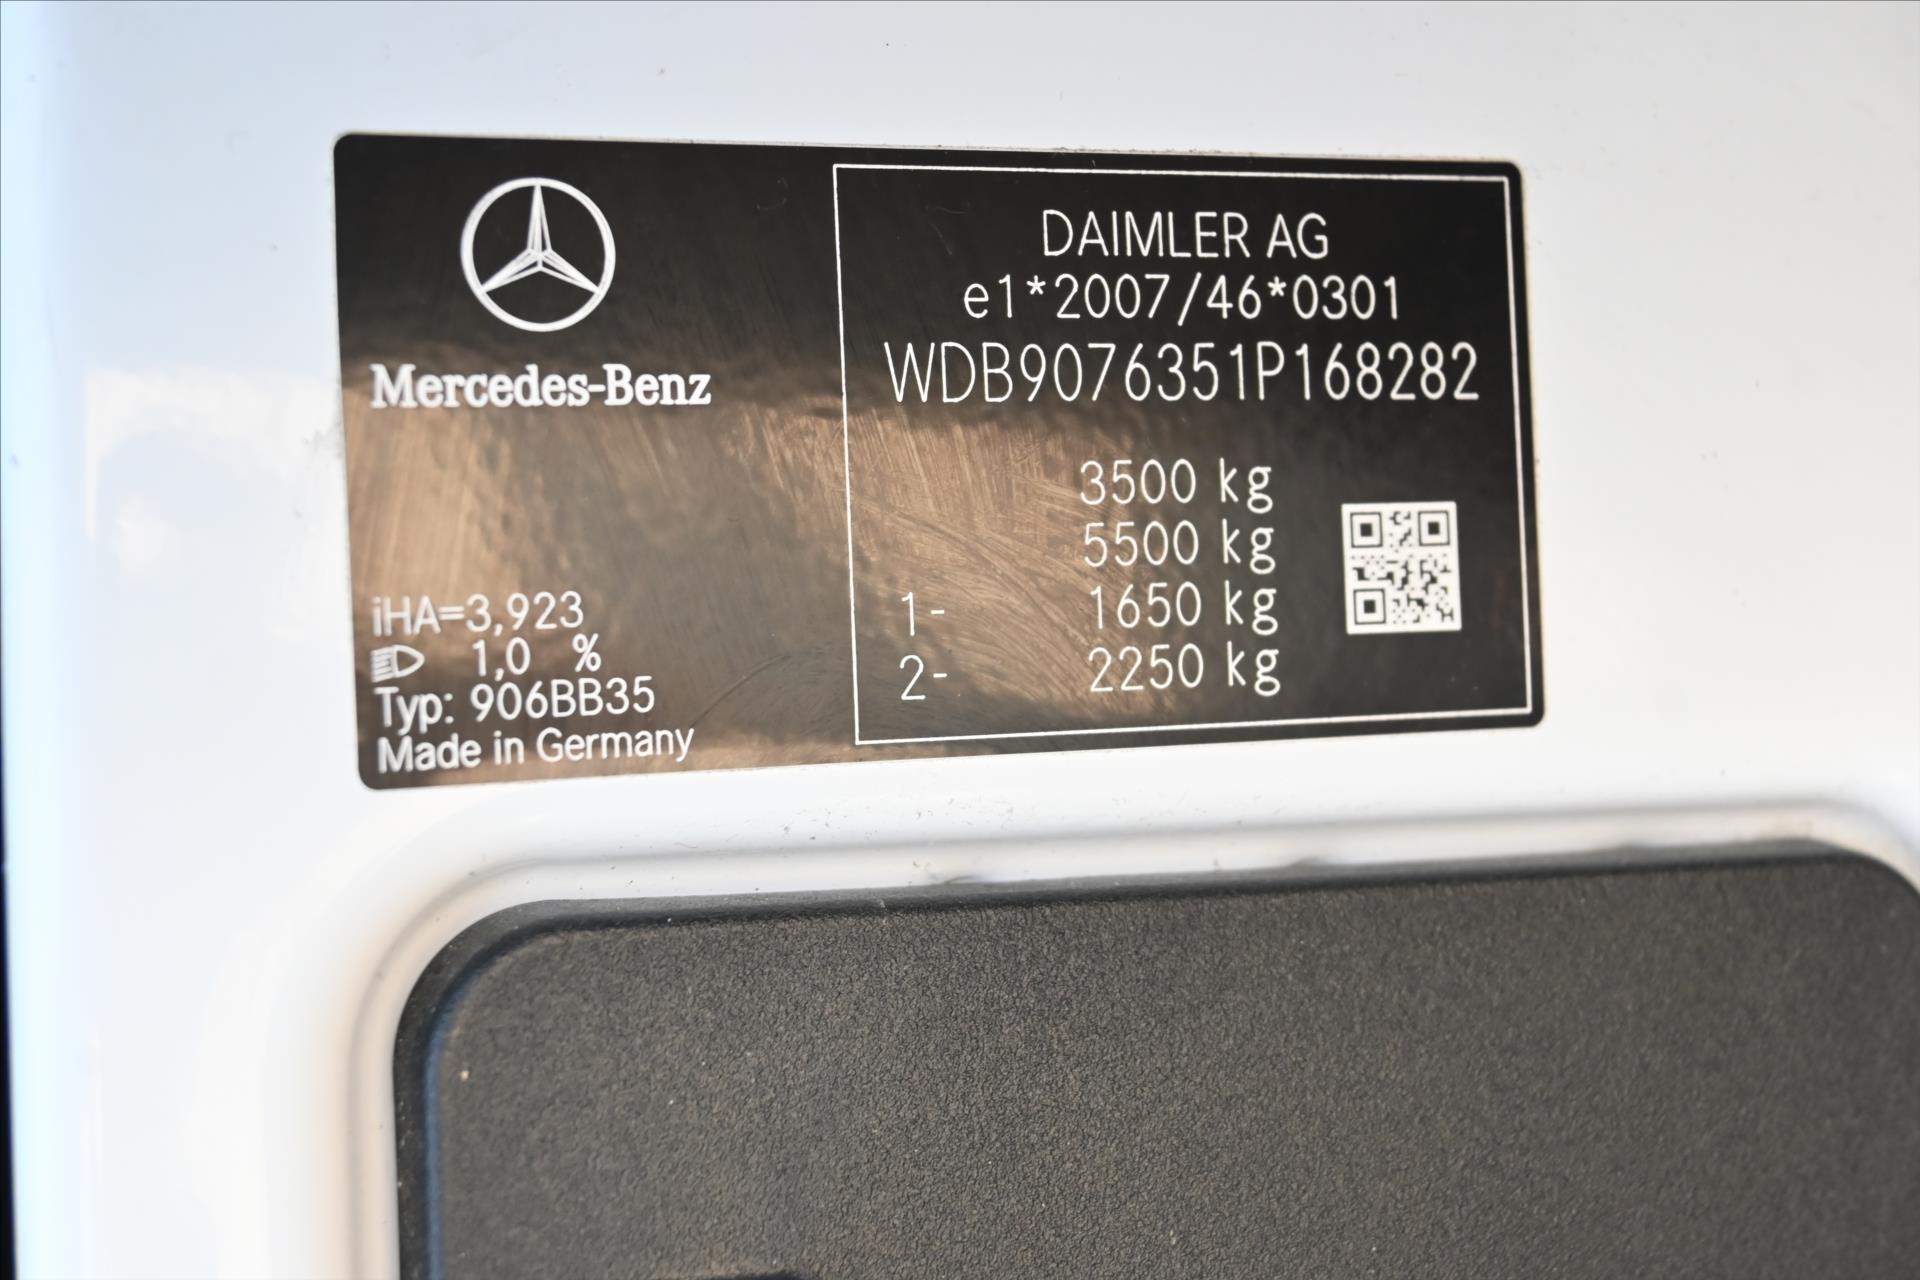 Mercedes-Benz
iHA=3,923
1,0 %
Typ: 906BB35
Made in Germany
DAIMLER AG
e1*2007/46*0301
WDB9076351P168282
3500 kg
5500 kg
1- 1650 kg
2- 2250 kg